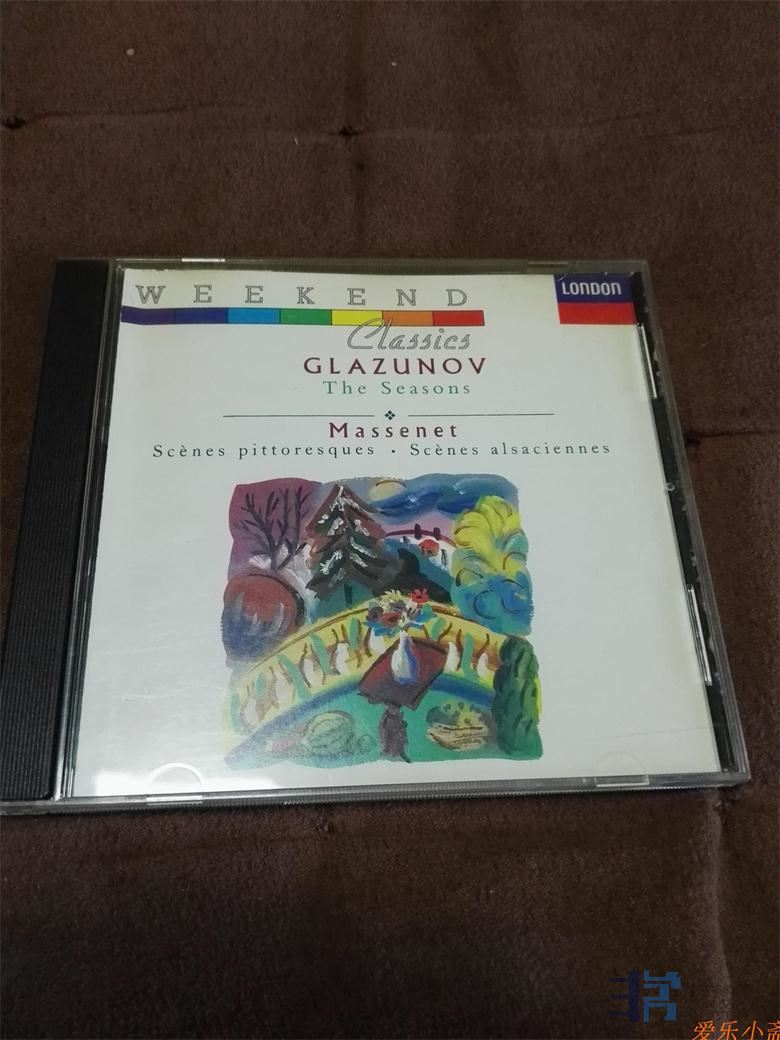 WEEKEND
LONDON
Classics
GLAZUNOV
The Seasons
Massenet
Scènes pittoresques · Scènes alsaciennes
爱乐小斋